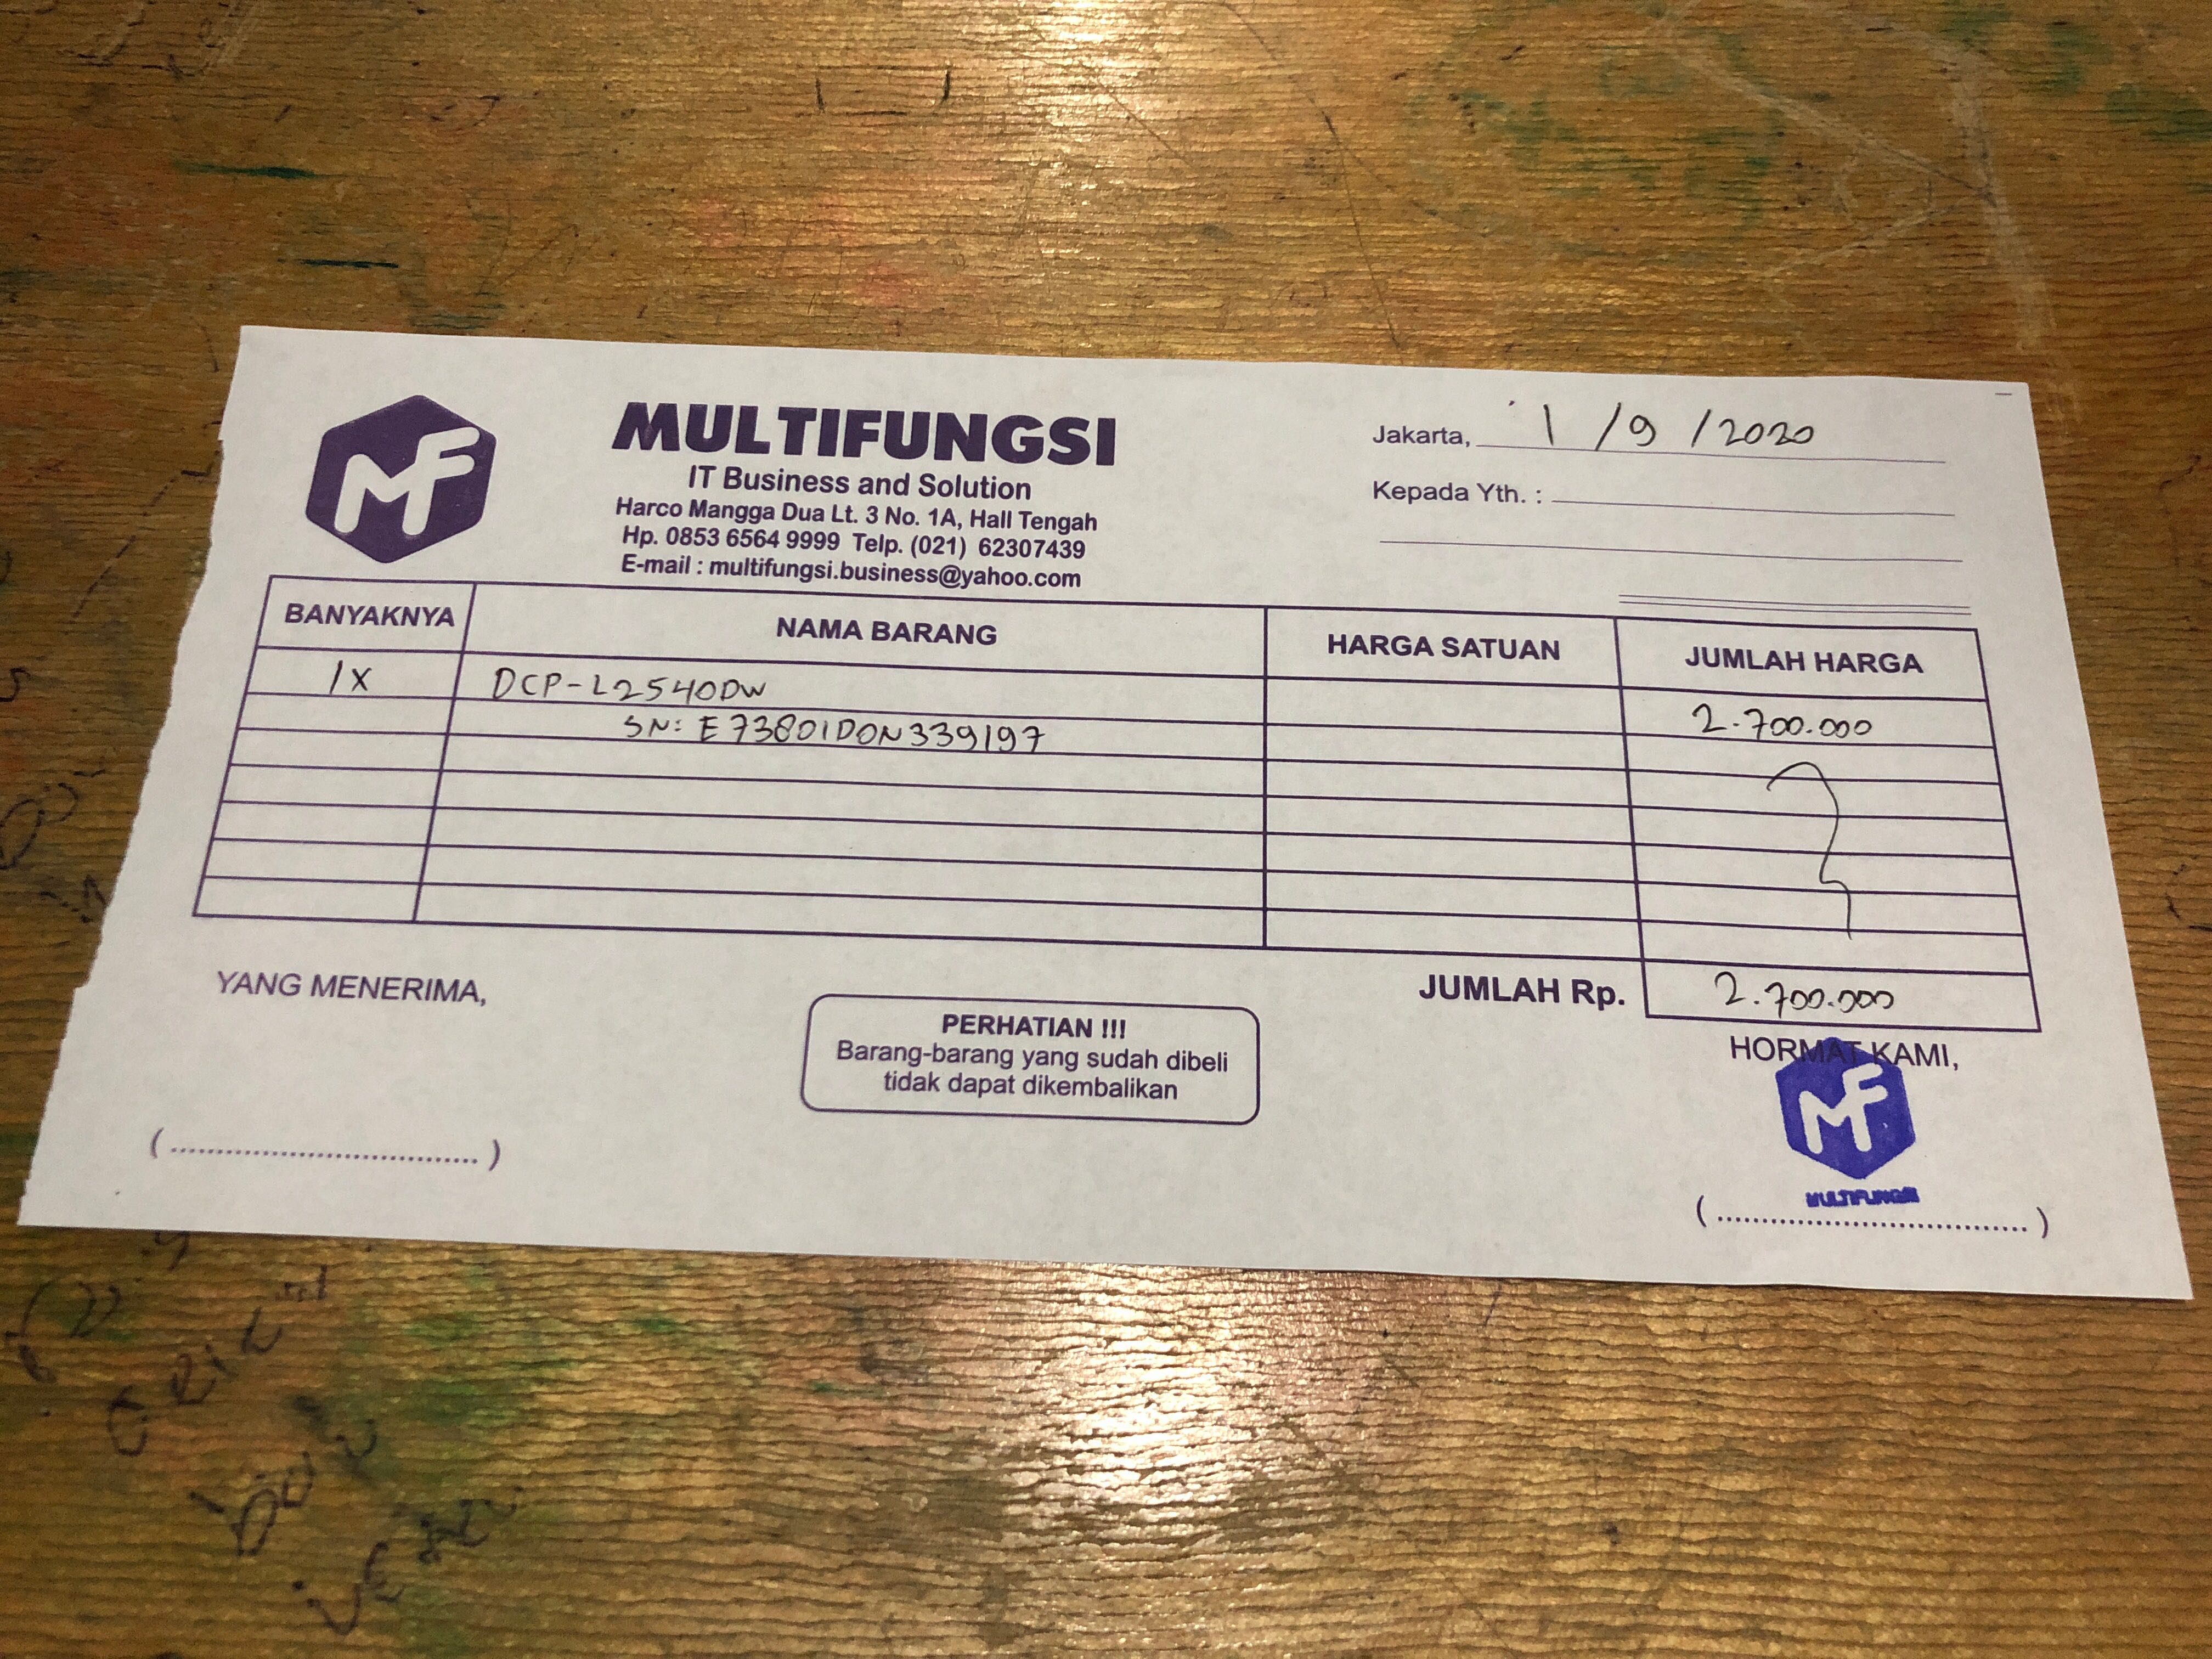 MF
MULTIFUNGSI
IT Business and Solution
Harco Mangga Dua Lt. 3 No. 1A, Hall Tengah
Hp. 0853 6564 9999 Telp. (021) 62307439
E-mail : multifungsi.business@yahoo.com
Jakarta, 1 / 9 / 2020
Kepada Yth. :
BANYAKNYA NAMA BARANG HARGA SATUAN JUMLAH HARGA
1X DCP-L2540DW 2.700.000
SN: E73801D0N339197
JUMLAH Rp. 2.700.000
YANG MENERIMA,
(..................................)
PERHATIAN !!!
Barang-barang yang sudah dibeli
tidak dapat dikembalikan
HORMAT KAMI,
MF
MULTIFUNGSI
(..................................)